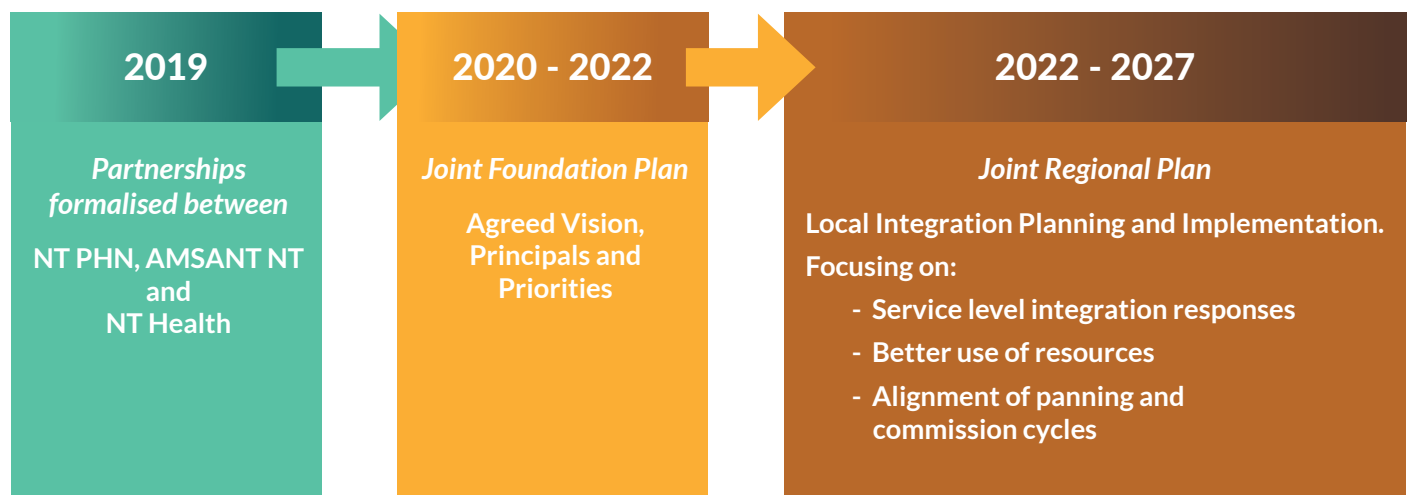 2019
Partnerships
formalised between
NT PHN, AMSANT NT
and
NT Health
2020 - 2022
Joint Foundation Plan
Agreed Vision,
Principals and
Priorities
2022 - 2027
Joint Regional Plan
Local Integration Planning and Implementation.
Focusing on:
- Service level integration responses
- Better use of resources
- Alignment of panning and
commission cycles